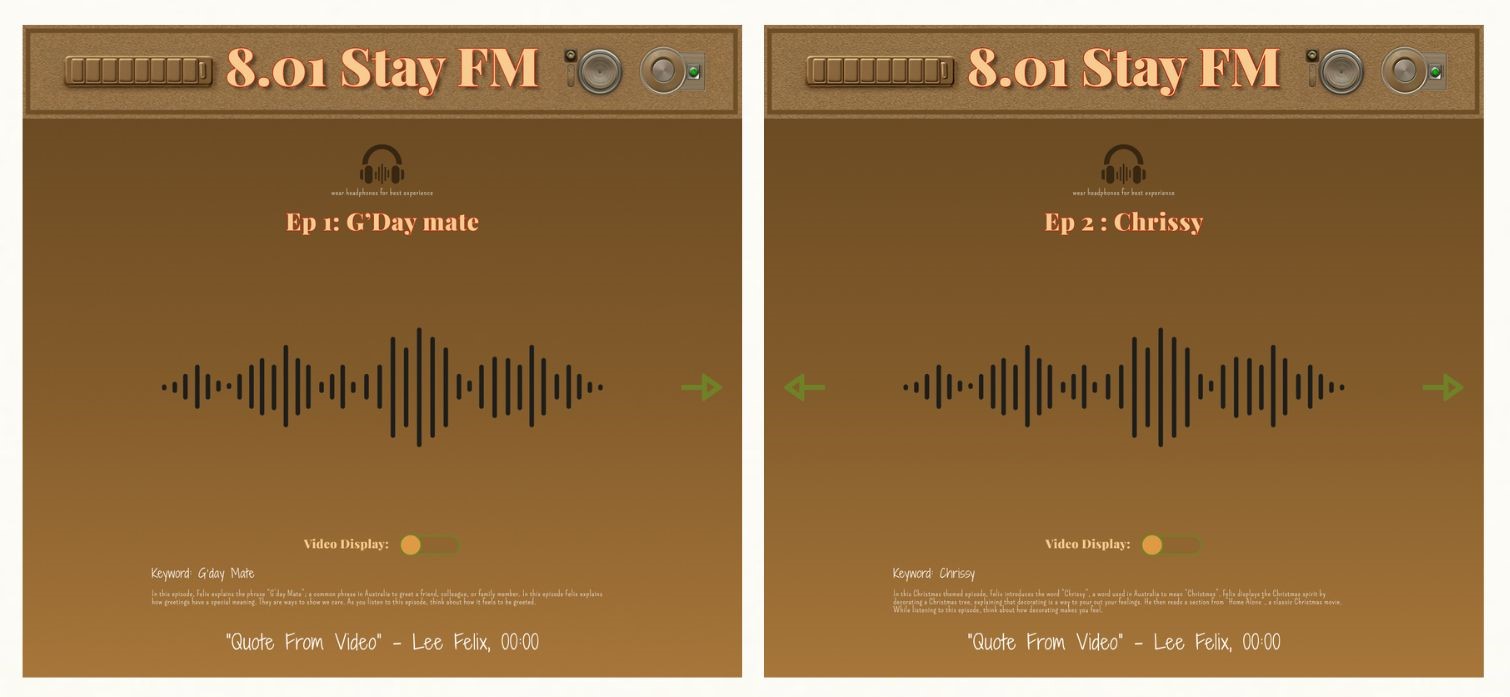 8.01 Stay FM
wear headphones for best experience
Ep 1: G'Day mate
Video Display:
Keyword: G'day Mate
In this episode, Felix explains the phrase "G'day Mate", a common phrase in Australia to greet a friend, colleague, or family member. In this episode Felix explains
how greetings have a special meaning. They are ways to show we care. As you listen to this episode, think about how it feels to be greeted.
"Quote From Video" - Lee Felix, 00:00
8.01 Stay FM
wear headphones for best experience
Ep 2 : Chrissy
Video Display:
Keyword: Chrissy
In this Christmas themed episode, Felix introduces the word "Chrissy", a word used in Australia to mean "Christmas". Felix displays the Christmas spirit by
decorating a Christmas tree, explaining that decorating is a way to pour out your feelings. He then reads a section from "Home Alone", a classic Christmas movie.
While listening to this episode, think about how decorating makes you feel.
"Quote From Video" - Lee Felix, 00:00